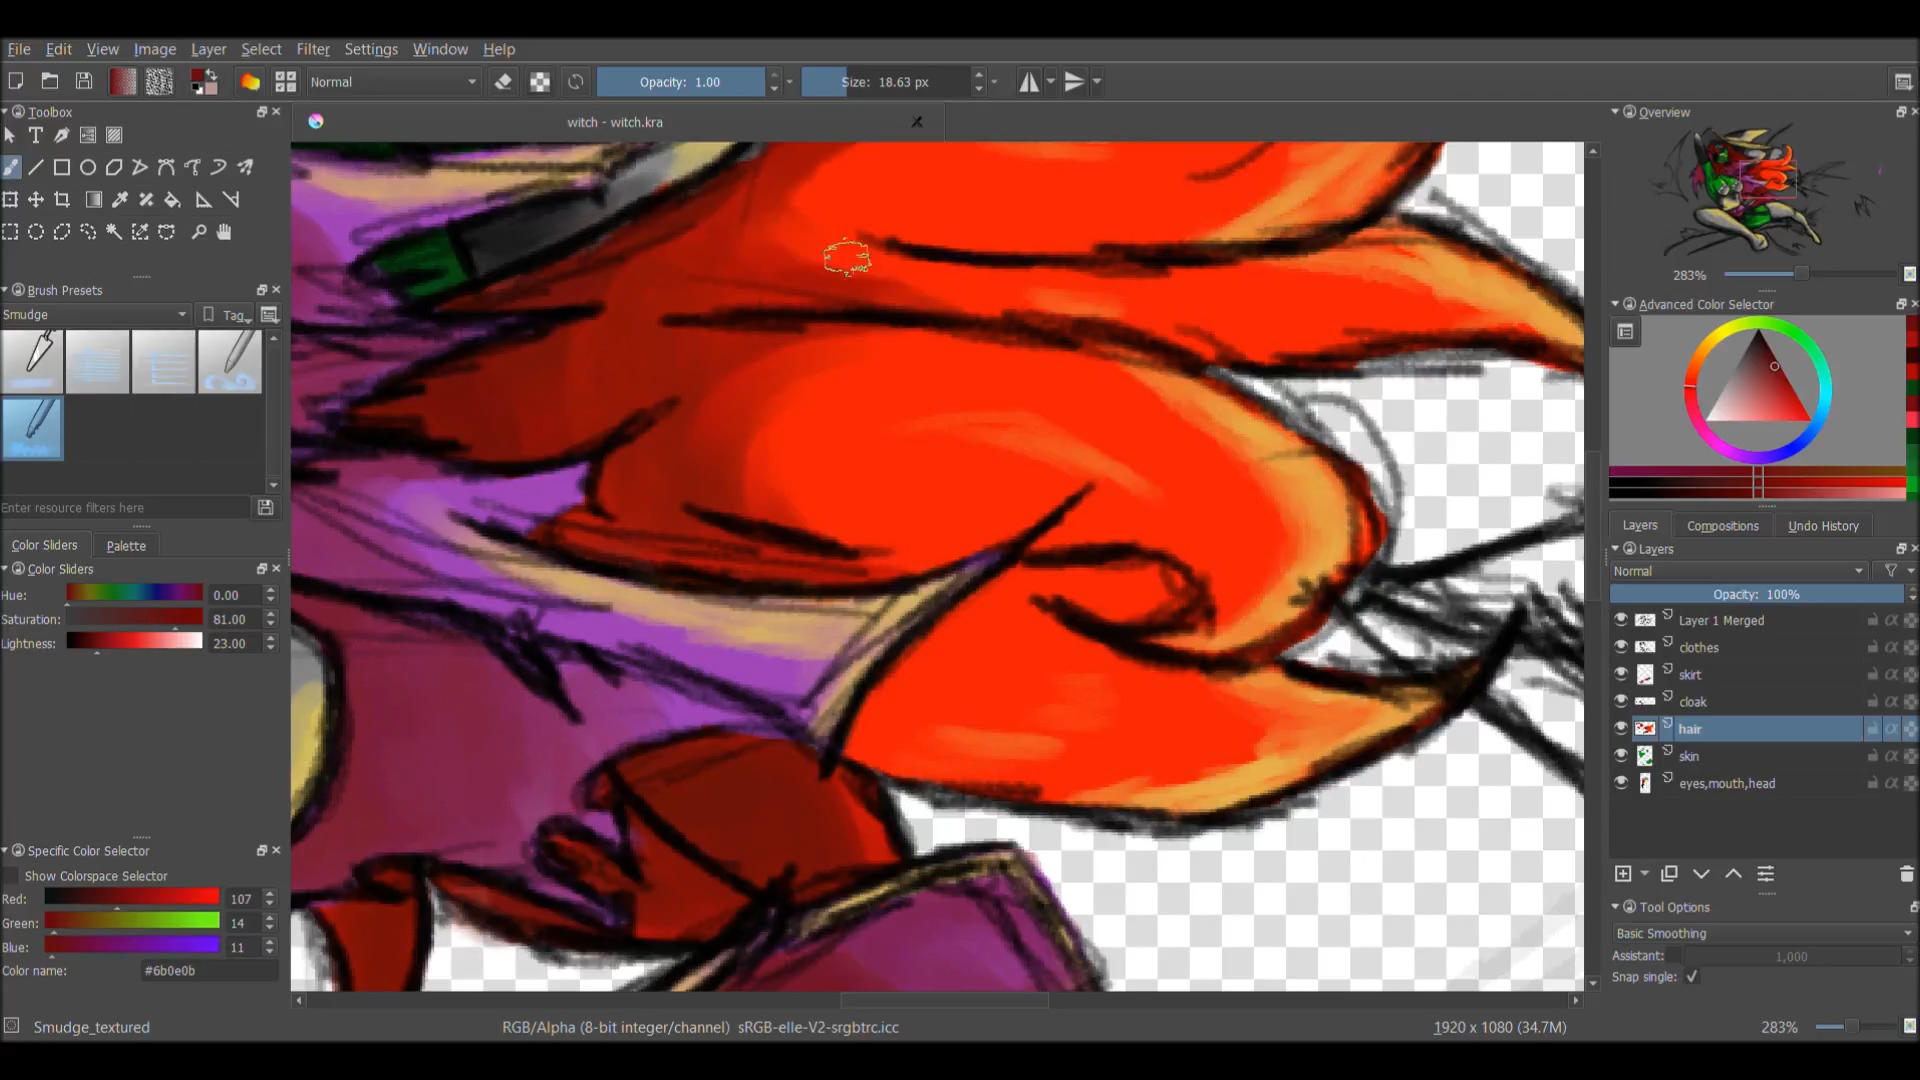 File Edit View Image Layer Select Filter Settings Window Help
Normal Opacity: 1.00 Size: 18.63 px
Toolbox
witch - witch.kra
Overview
283%
Brush Presets
Smudge Tag
Advanced Color Selector
Enter resource filters here
Layers Compositions Undo History
Color Sliders Palette
Layers
Color Sliders
Normal
Hue: 0.00
Opacity: 100%
Saturation: 81.00
Layer 1 Merged
Lightness: 23.00
clothes
skirt
cloak
hair
skin
eyes,mouth,head
Specific Color Selector
Show Colorspace Selector
Red: 107
Tool Options
Green: 14
Basic Smoothing
Blue: 11
Assistant: 1,000
Color name: #6b0e0b
Snap single:
Smudge_textured
RGB/Alpha (8-bit integer/channel) sRGB-elle-V2-srgbtrc.icc
1920 x 1080 (34.7M)
283%